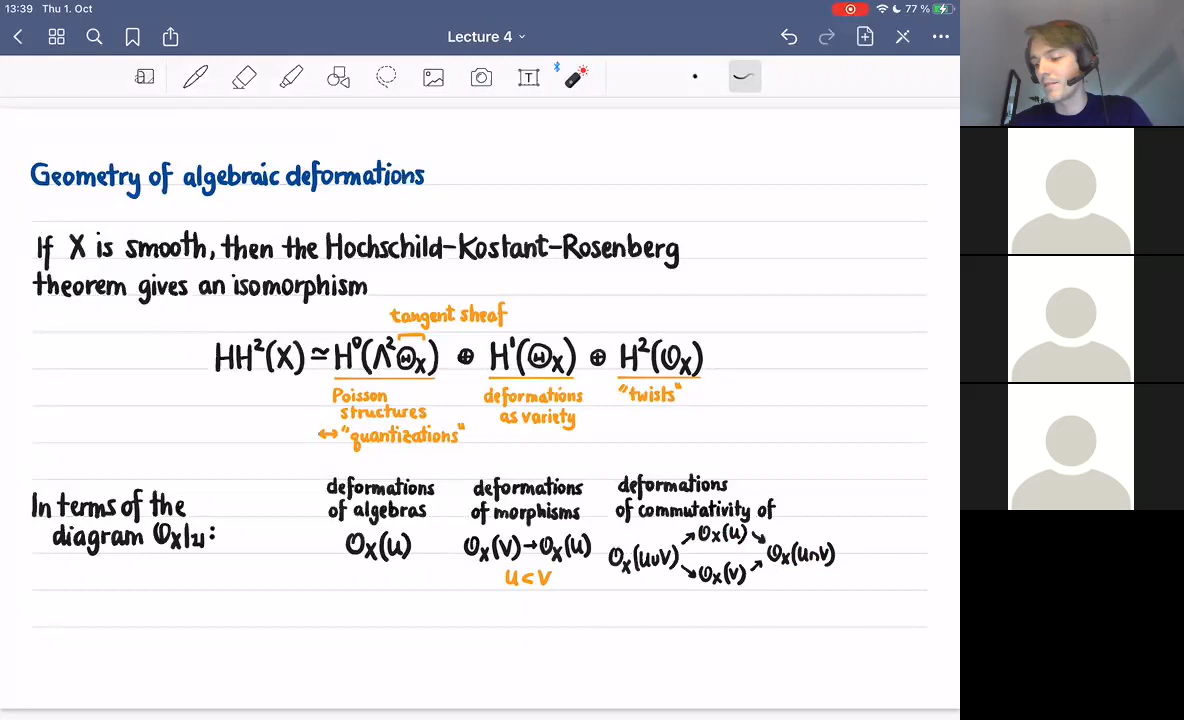 13:39 Thu 1. Oct
77 %
Lecture 4
T
Geometry of algebraic deformations
If X is smooth, then the Hochschild-Kostant-Rosenberg
theorem gives an isomorphism
tangent sheaf
HH²(X) ≃ H⁰(Λ²Θ_X) ⊕ H¹(Θ_X) ⊕ H²(𝒪_X)
Poisson structures ↔ "quantizations"
deformations as variety
"twists"
In terms of the
diagram 𝒪_X|_𝔘:
deformations
of algebras
𝒪_X(U)
deformations
of morphisms
𝒪_X(V) → 𝒪_X(U)
U ⊂ V
deformations
of commutativity of
𝒪_X(U)
𝒪_X(U∪V) ↗ ↘ 𝒪_X(U∩V)
↘ 𝒪_X(V) ↗